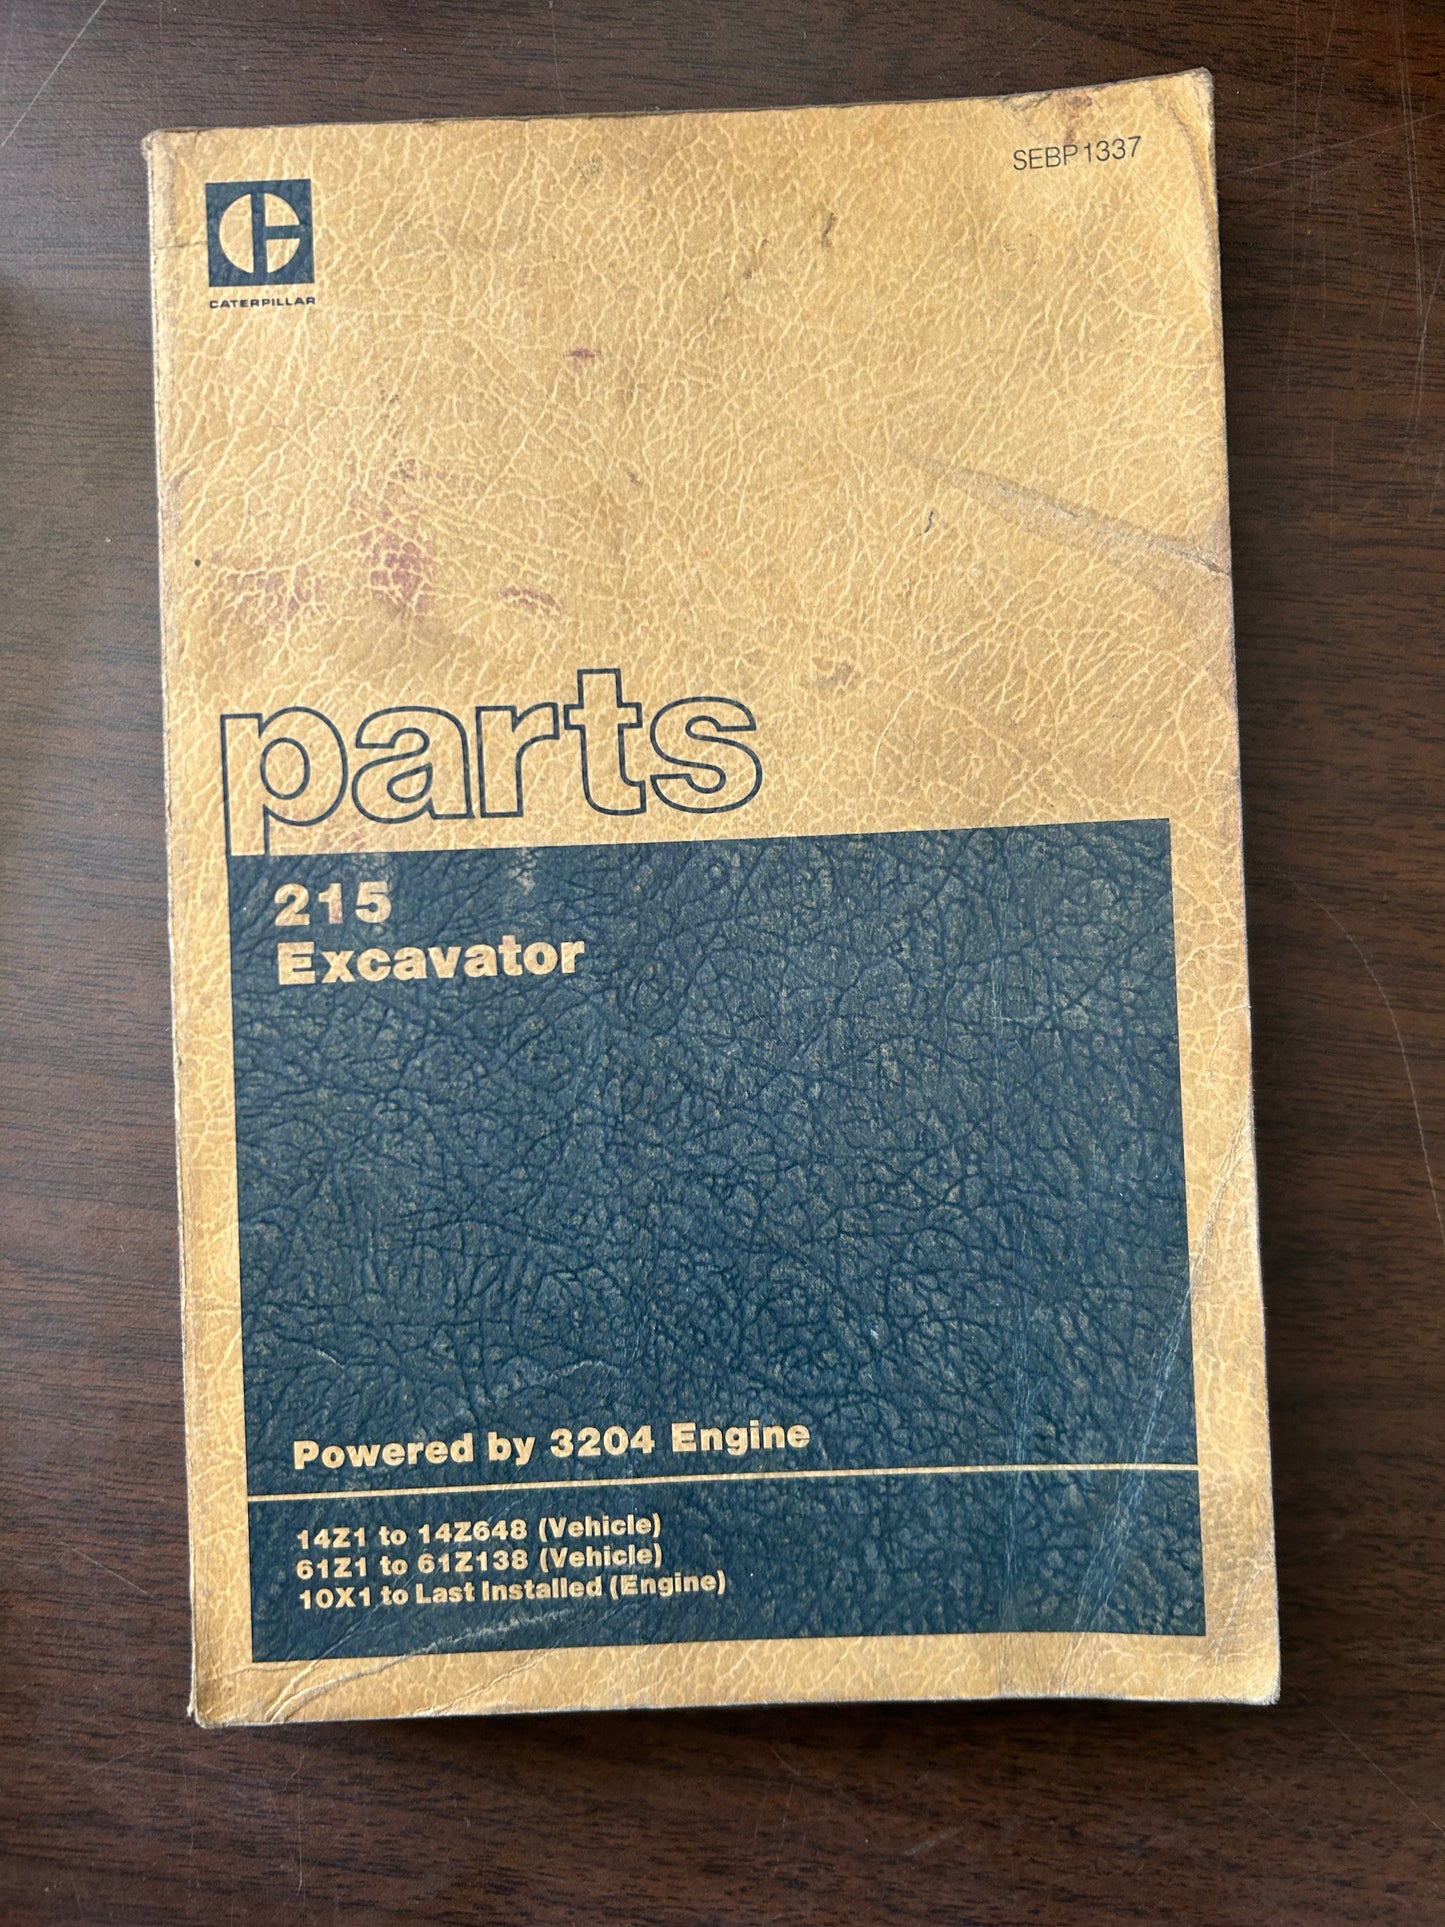 SEBP1337
CATERPILLAR
parts
215
Excavator
Powered by 3204 Engine
14Z1 to 14Z648 (Vehicle)
61Z1 to 61Z138 (Vehicle)
10X1 to Last Installed (Engine)